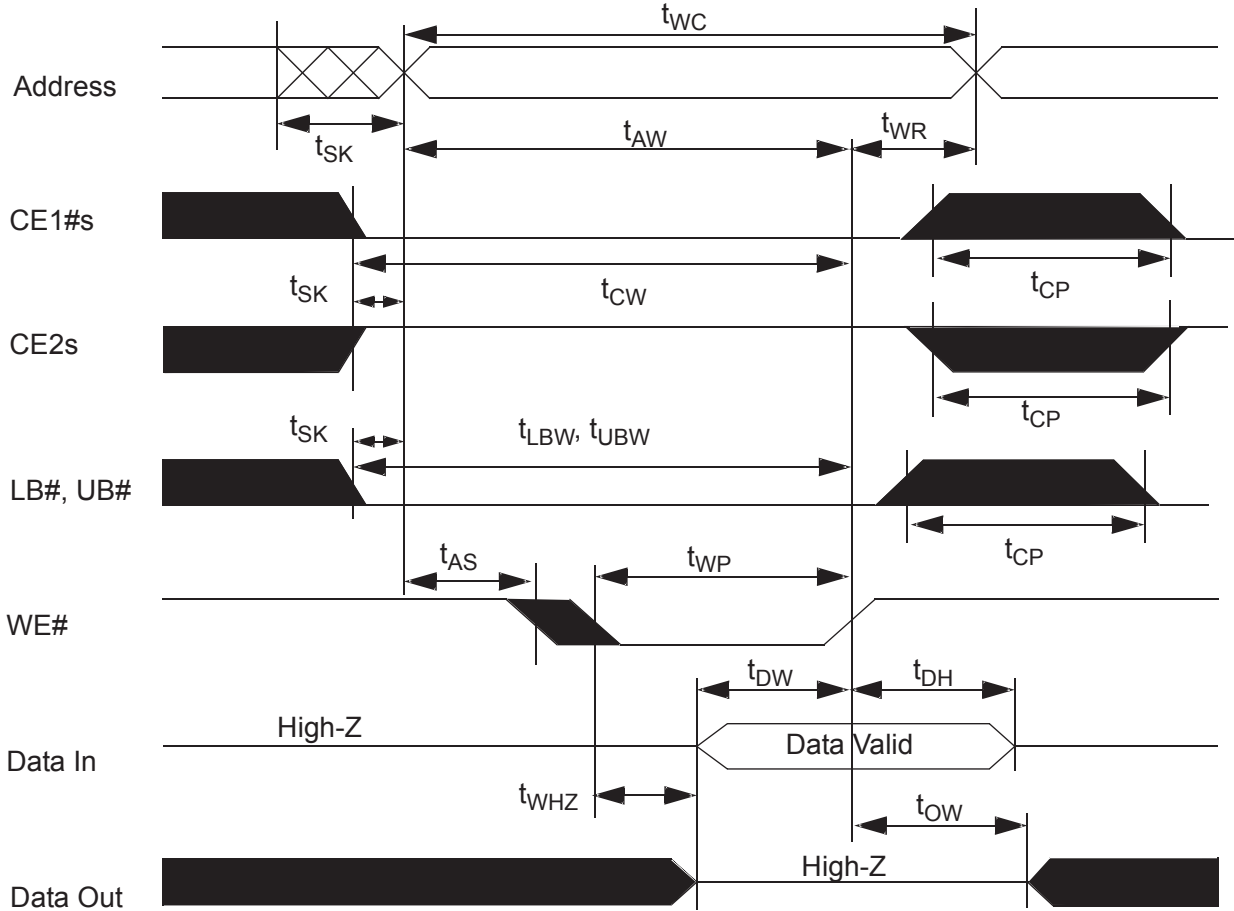 tWC
Address
tSK
tAW
tWR
CE1#s
tSK
tCW
tCP
CE2s
tSK
tLBW, tUBW
tCP
LB#, UB#
tAS
tWP
tCP
WE#
tDW
tDH
High-Z
Data Valid
Data In
tWHZ
tOW
High-Z
Data Out